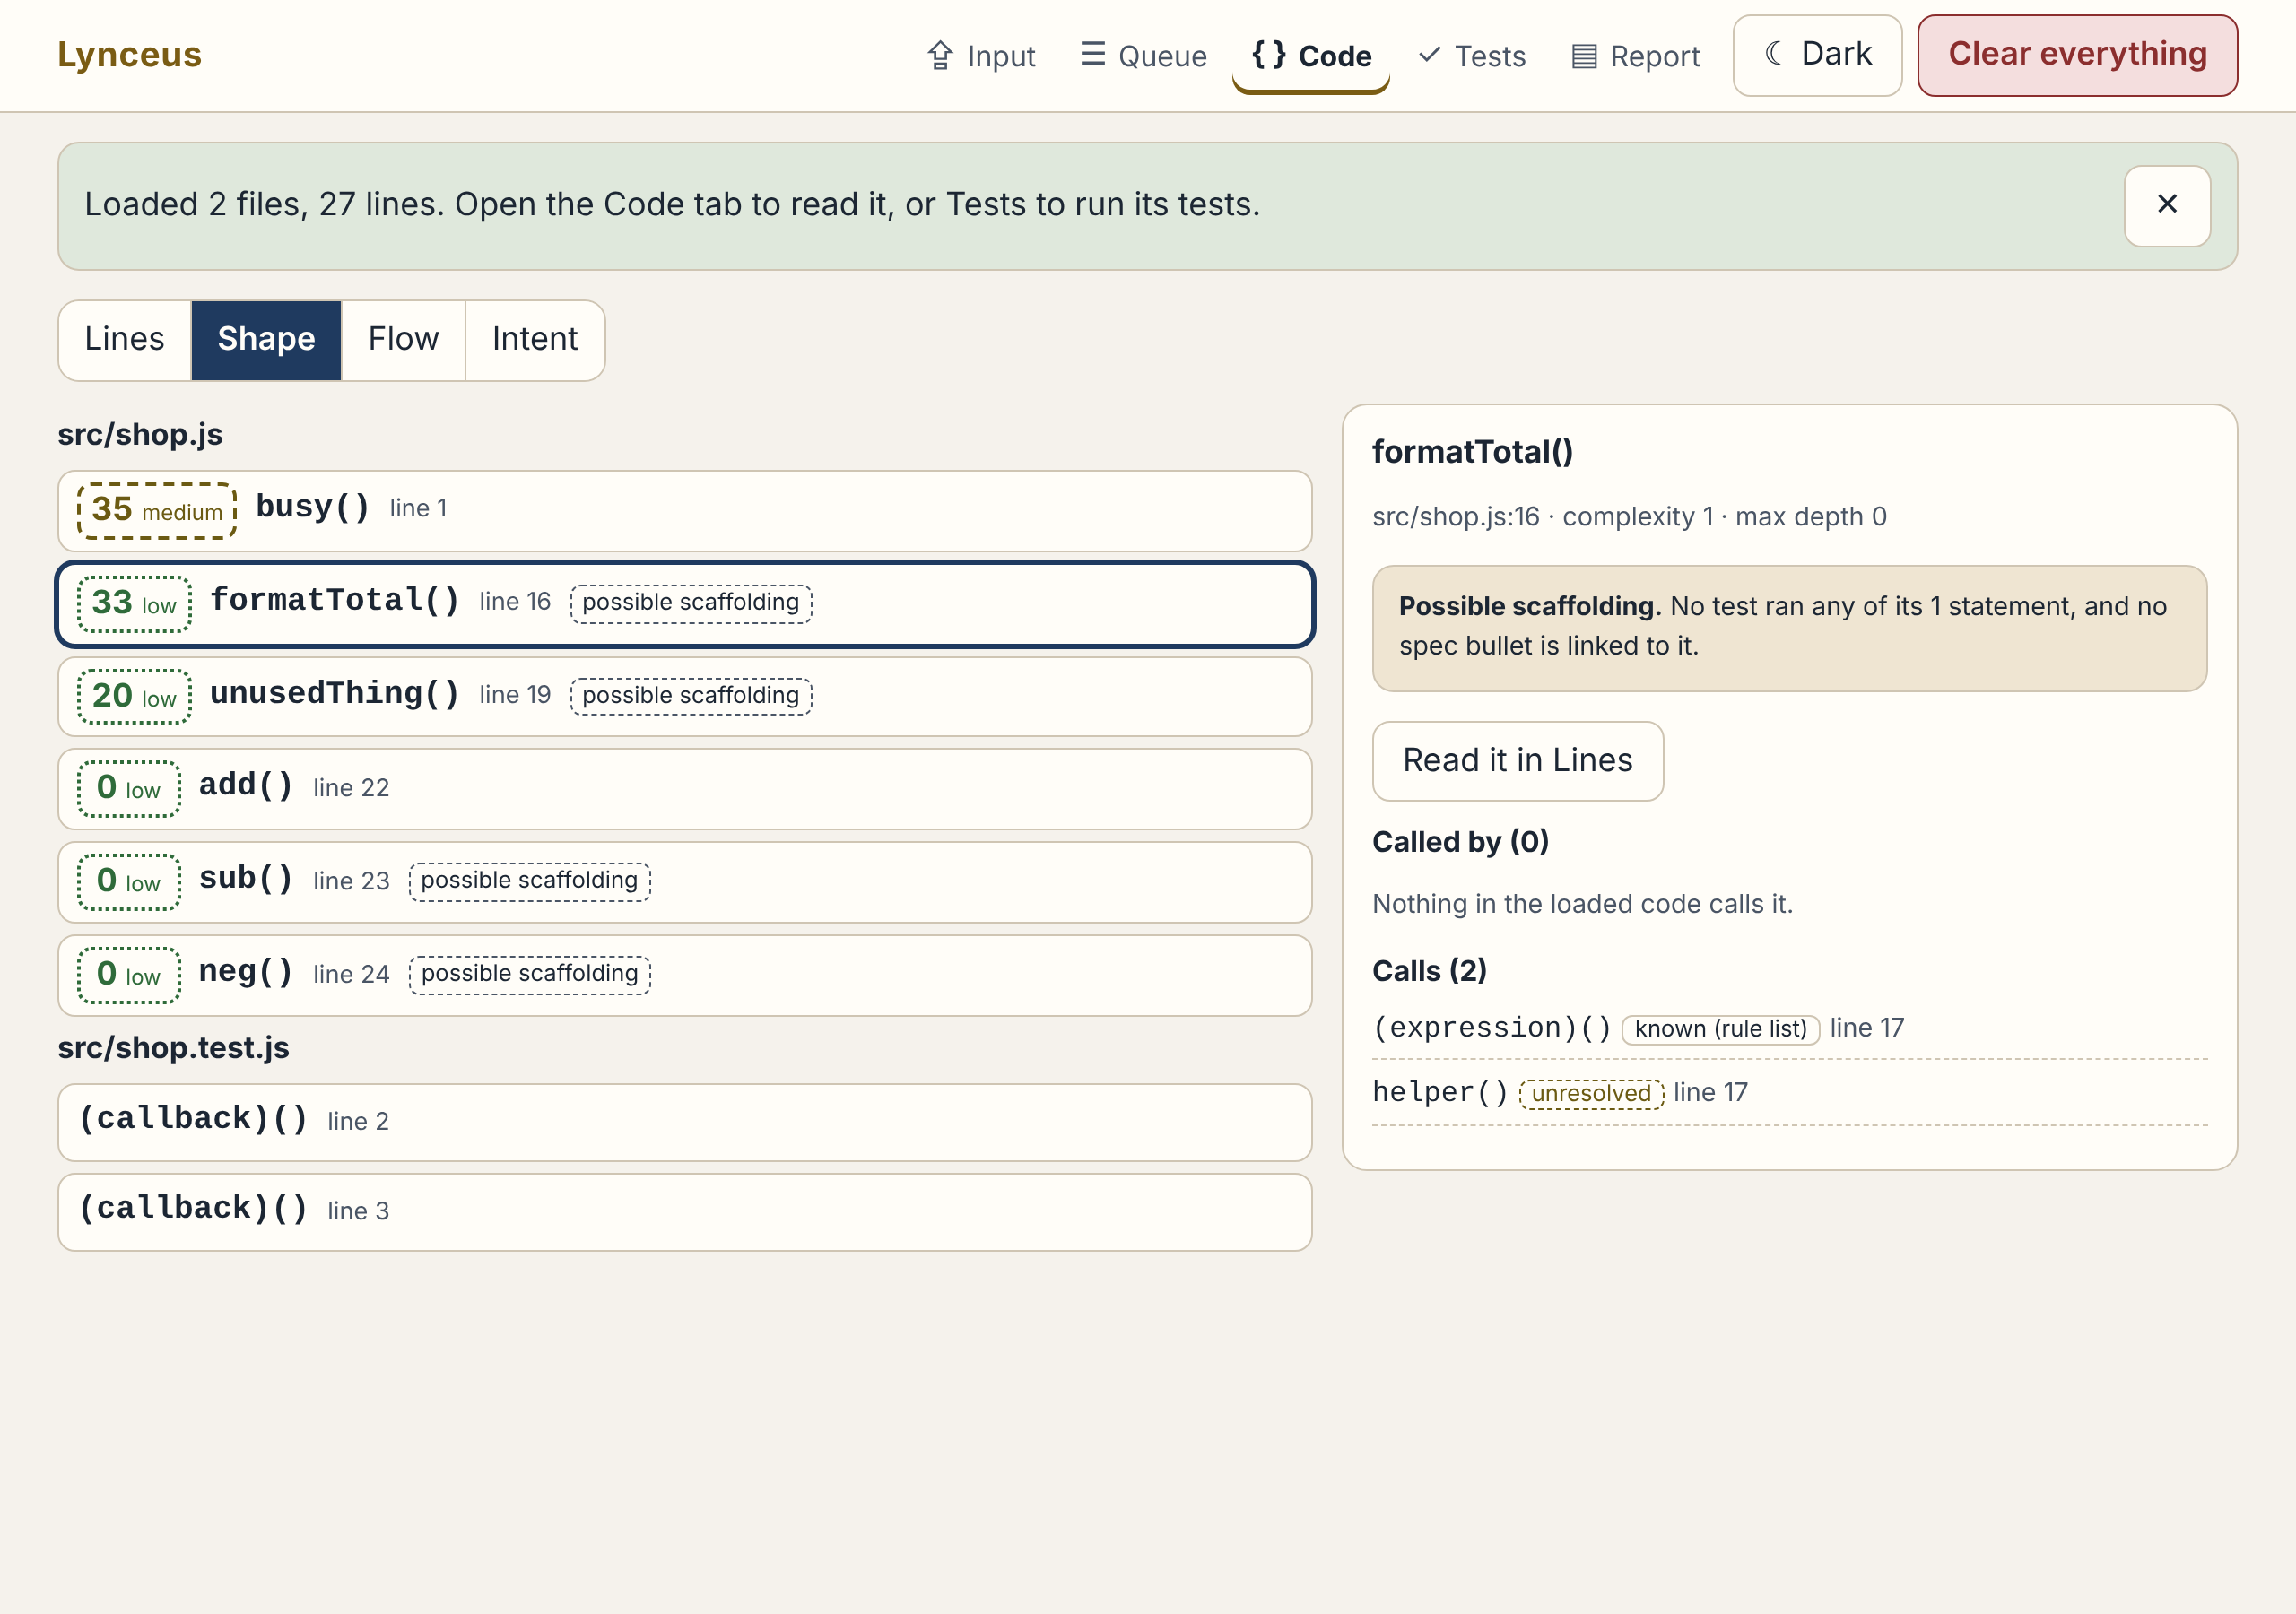 Lynceus
Input
Queue
{ } Code
✓ Tests
Report
☾ Dark
Clear everything
Loaded 2 files, 27 lines. Open the Code tab to read it, or Tests to run its tests.
×
Lines
Shape
Flow
Intent
src/shop.js
35 medium busy() line 1
33 low formatTotal() line 16 possible scaffolding
20 low unusedThing() line 19 possible scaffolding
0 low add() line 22
0 low sub() line 23 possible scaffolding
0 low neg() line 24 possible scaffolding
src/shop.test.js
(callback)() line 2
(callback)() line 3
formatTotal()
src/shop.js:16 · complexity 1 · max depth 0
Possible scaffolding. No test ran any of its 1 statement, and no
spec bullet is linked to it.
Read it in Lines
Called by (0)
Nothing in the loaded code calls it.
Calls (2)
(expression)() known (rule list) line 17
helper() unresolved line 17